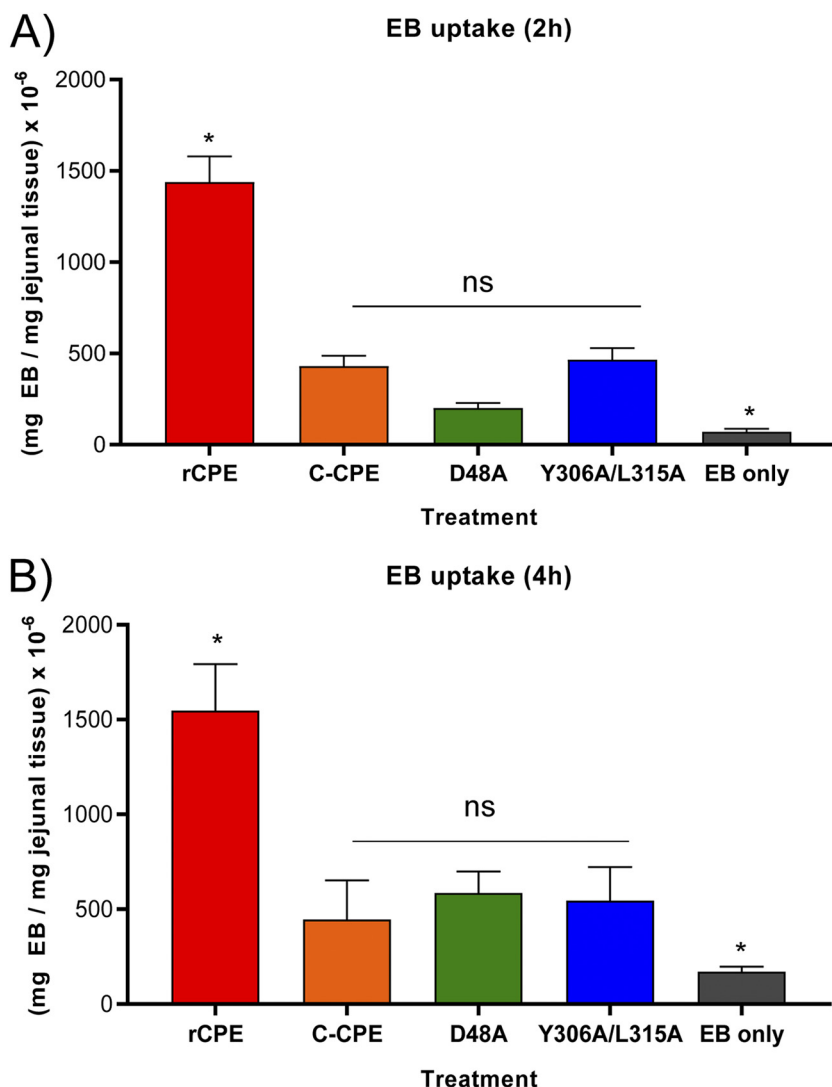 A)
EB uptake (2h)
(mg EB / mg jejunal tissue) x 10-6
2000
1500
1000
500
0
*
ns
*
rCPE C-CPE D48A Y306A/L315A EB only
Treatment
B)
EB uptake (4h)
(mg EB / mg jejunal tissue) x 10-6
2000
1500
1000
500
0
*
ns
*
rCPE C-CPE D48A Y306A/L315A EB only
Treatment